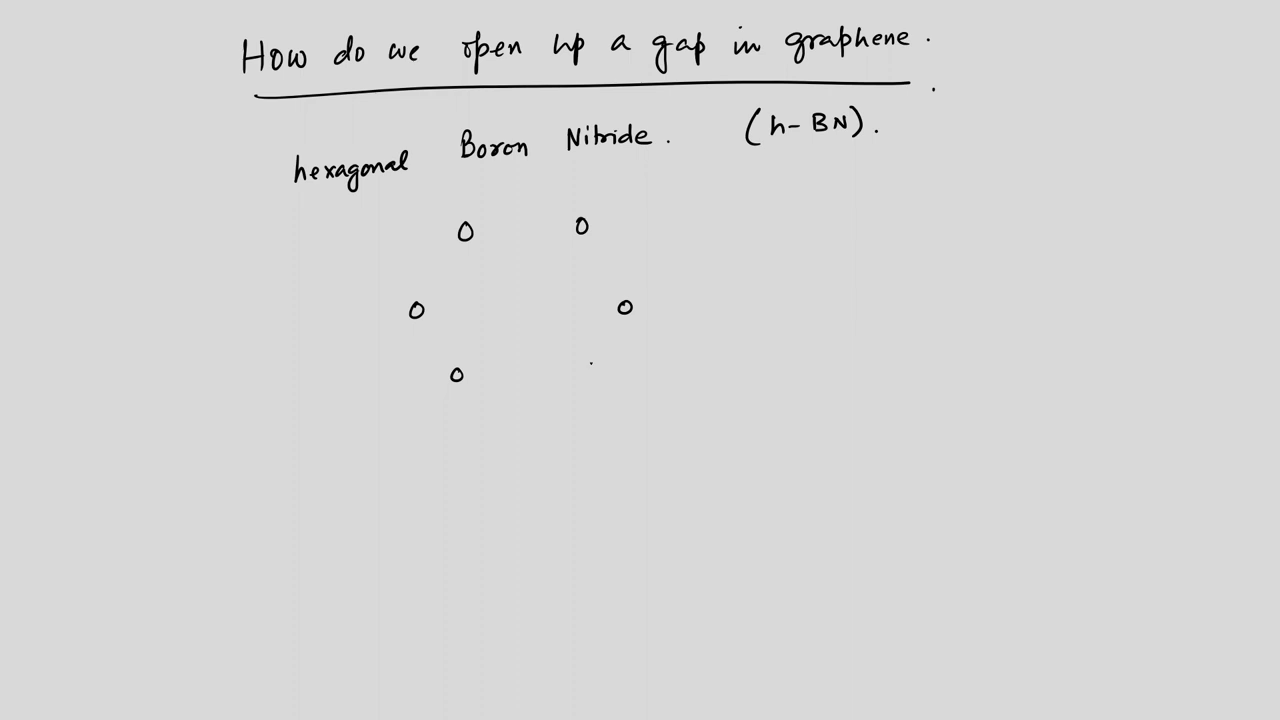 How do we open up a gap in graphene.
hexagonal Boron Nitride. (h-BN).